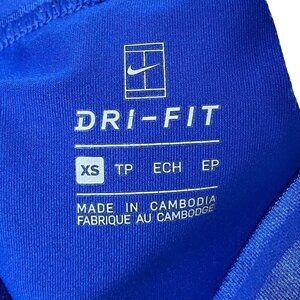 DRI-FIT
XS TP ECH EP
MADE IN CAMBODIA
FABRIQUE AU CAMBODGE